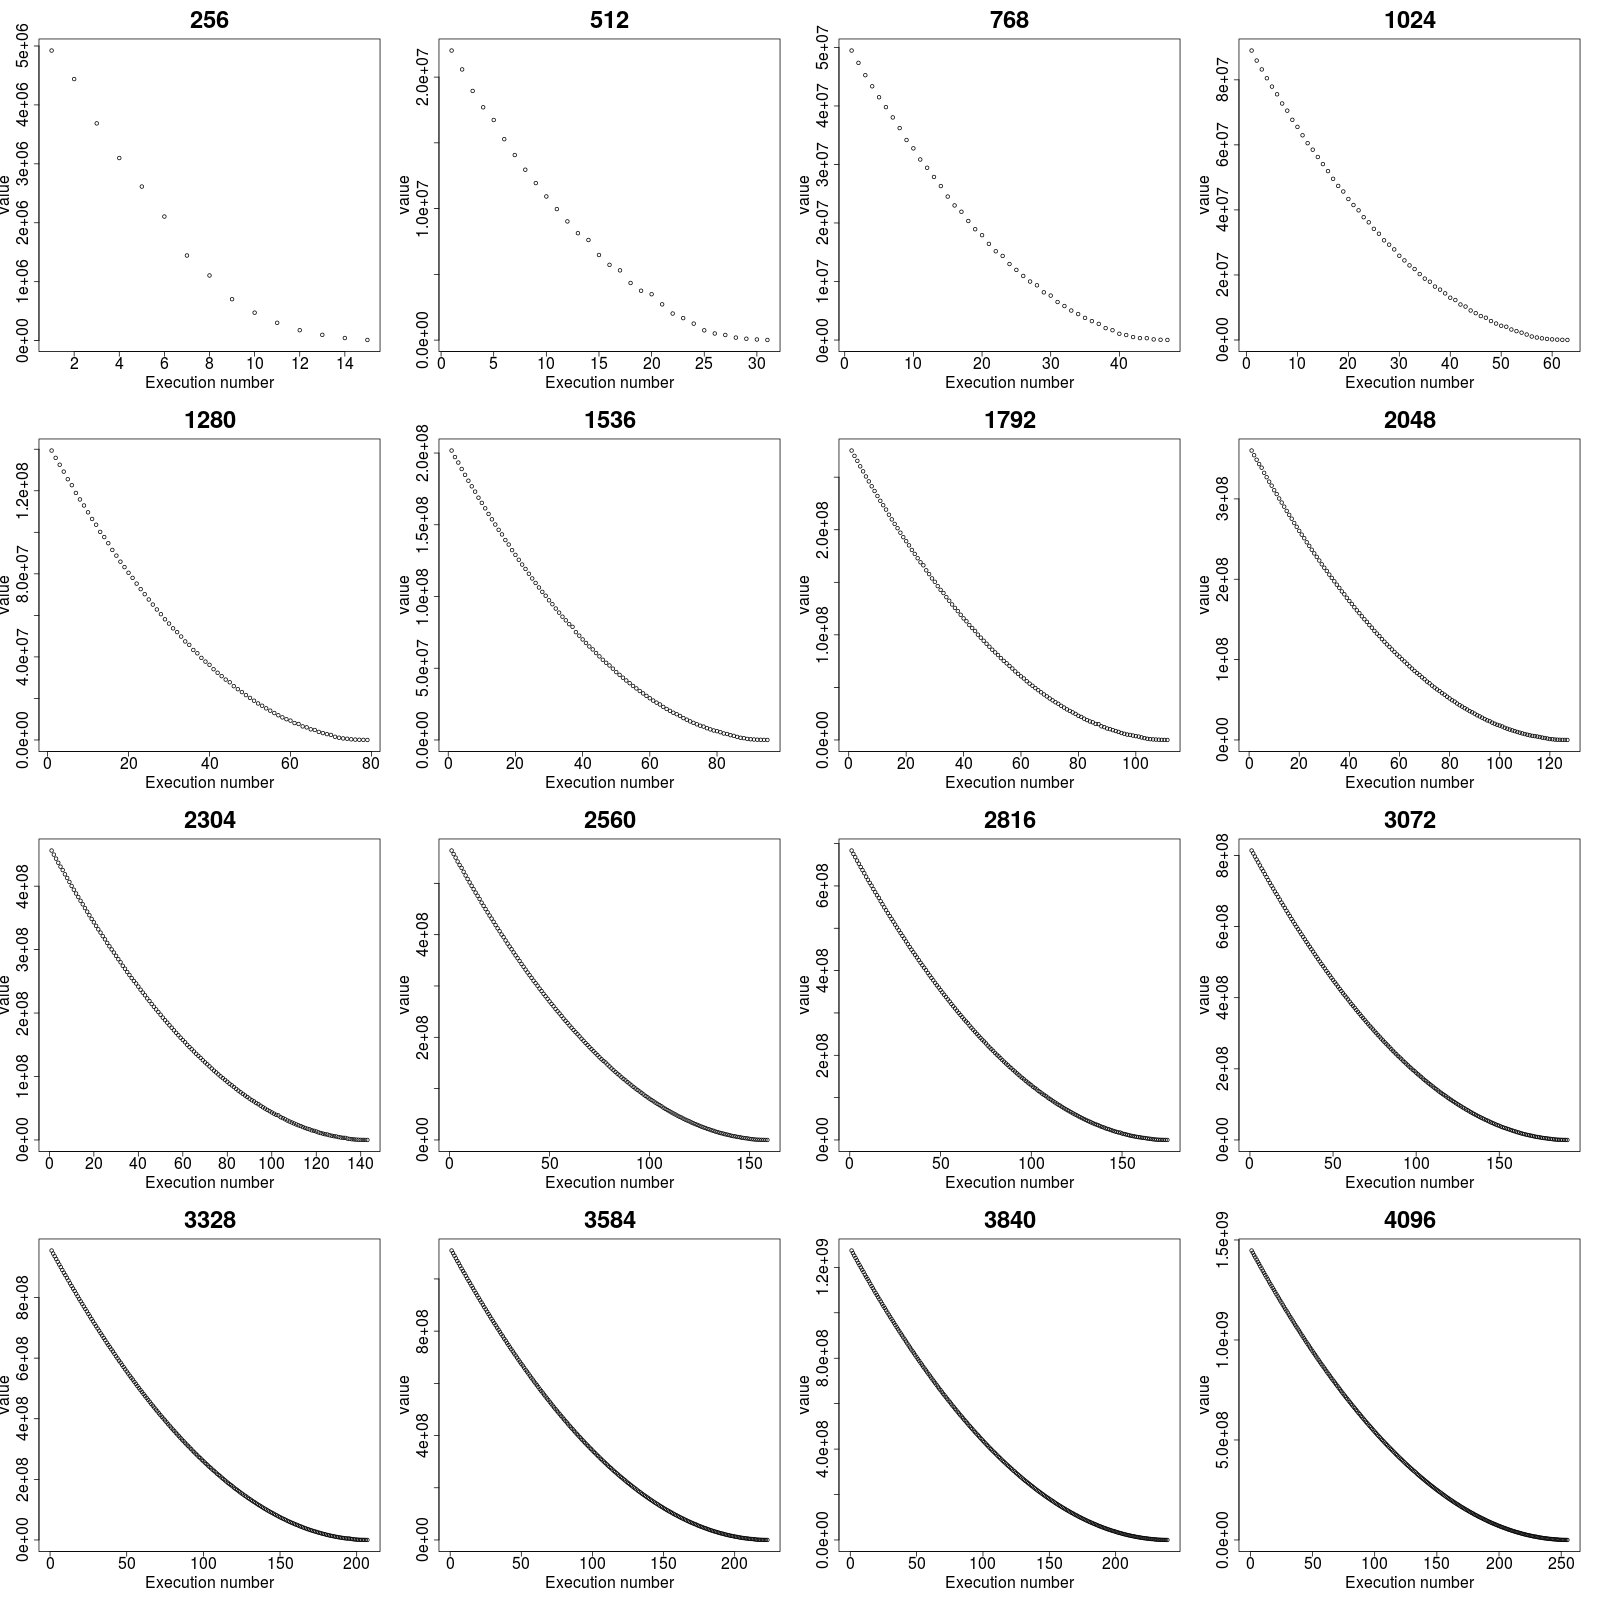 256
512
768
1024
0e+00 1e+06 2e+06 3e+06 4e+06 5e+06
value
0.0e+00 1.0e+07 2.0e+07
value
0e+00 1e+07 2e+07 3e+07 4e+07 5e+07
value
0e+00 2e+07 4e+07 6e+07 8e+07
value
2 4 6 8 10 12 14
0 5 10 15 20 25 30
0 10 20 30 40
0 10 20 30 40 50 60
Execution number
Execution number
Execution number
Execution number
1280
1536
1792
2048
0.0e+00 4.0e+07 8.0e+07 1.2e+08
value
0.0e+00 5.0e+07 1.0e+08 1.5e+08 2.0e+08
value
0.0e+00 1.0e+08 2.0e+08
value
0e+00 1e+08 2e+08 3e+08
value
0 20 40 60 80
0 20 40 60 80
0 20 40 60 80 100
0 20 40 60 80 100 120
Execution number
Execution number
Execution number
Execution number
2304
2560
2816
3072
0e+00 1e+08 2e+08 3e+08 4e+08
value
0e+00 2e+08 4e+08
value
0e+00 2e+08 4e+08 6e+08
value
0e+00 2e+08 4e+08 6e+08 8e+08
value
0 20 40 60 80 100 120 140
0 50 100 150
0 50 100 150
0 50 100 150
Execution number
Execution number
Execution number
Execution number
3328
3584
3840
4096
0e+00 2e+08 4e+08 6e+08 8e+08
value
0e+00 4e+08 8e+08
value
0.0e+00 4.0e+08 8.0e+08 1.2e+09
value
0.0e+00 5.0e+08 1.0e+09 1.5e+09
value
0 50 100 150 200
0 50 100 150 200
0 50 100 150 200
0 50 100 150 200 250
Execution number
Execution number
Execution number
Execution number